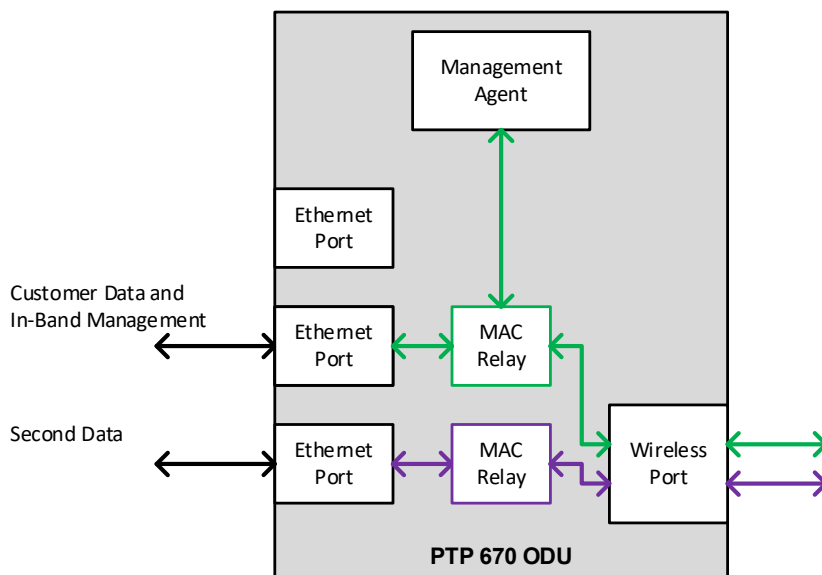 Management
Agent
Ethernet
Port
Customer Data and
In-Band Management
Ethernet
Port
MAC
Relay
Second Data
Ethernet
Port
MAC
Relay
Wireless
Port
PTP 670 ODU